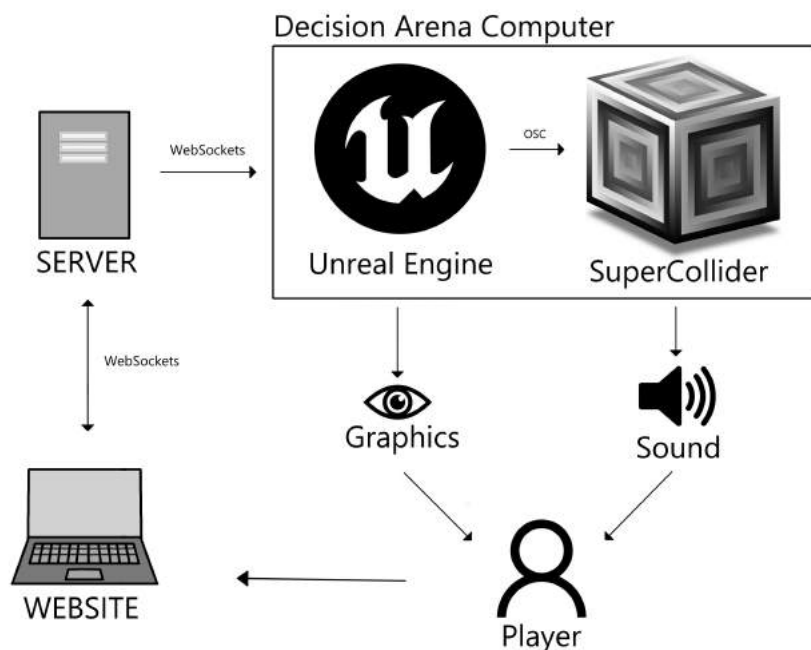 Decision Arena Computer
WebSockets
OSC
SERVER
Unreal Engine
SuperCollider
WebSockets
Graphics
Sound
WEBSITE
Player